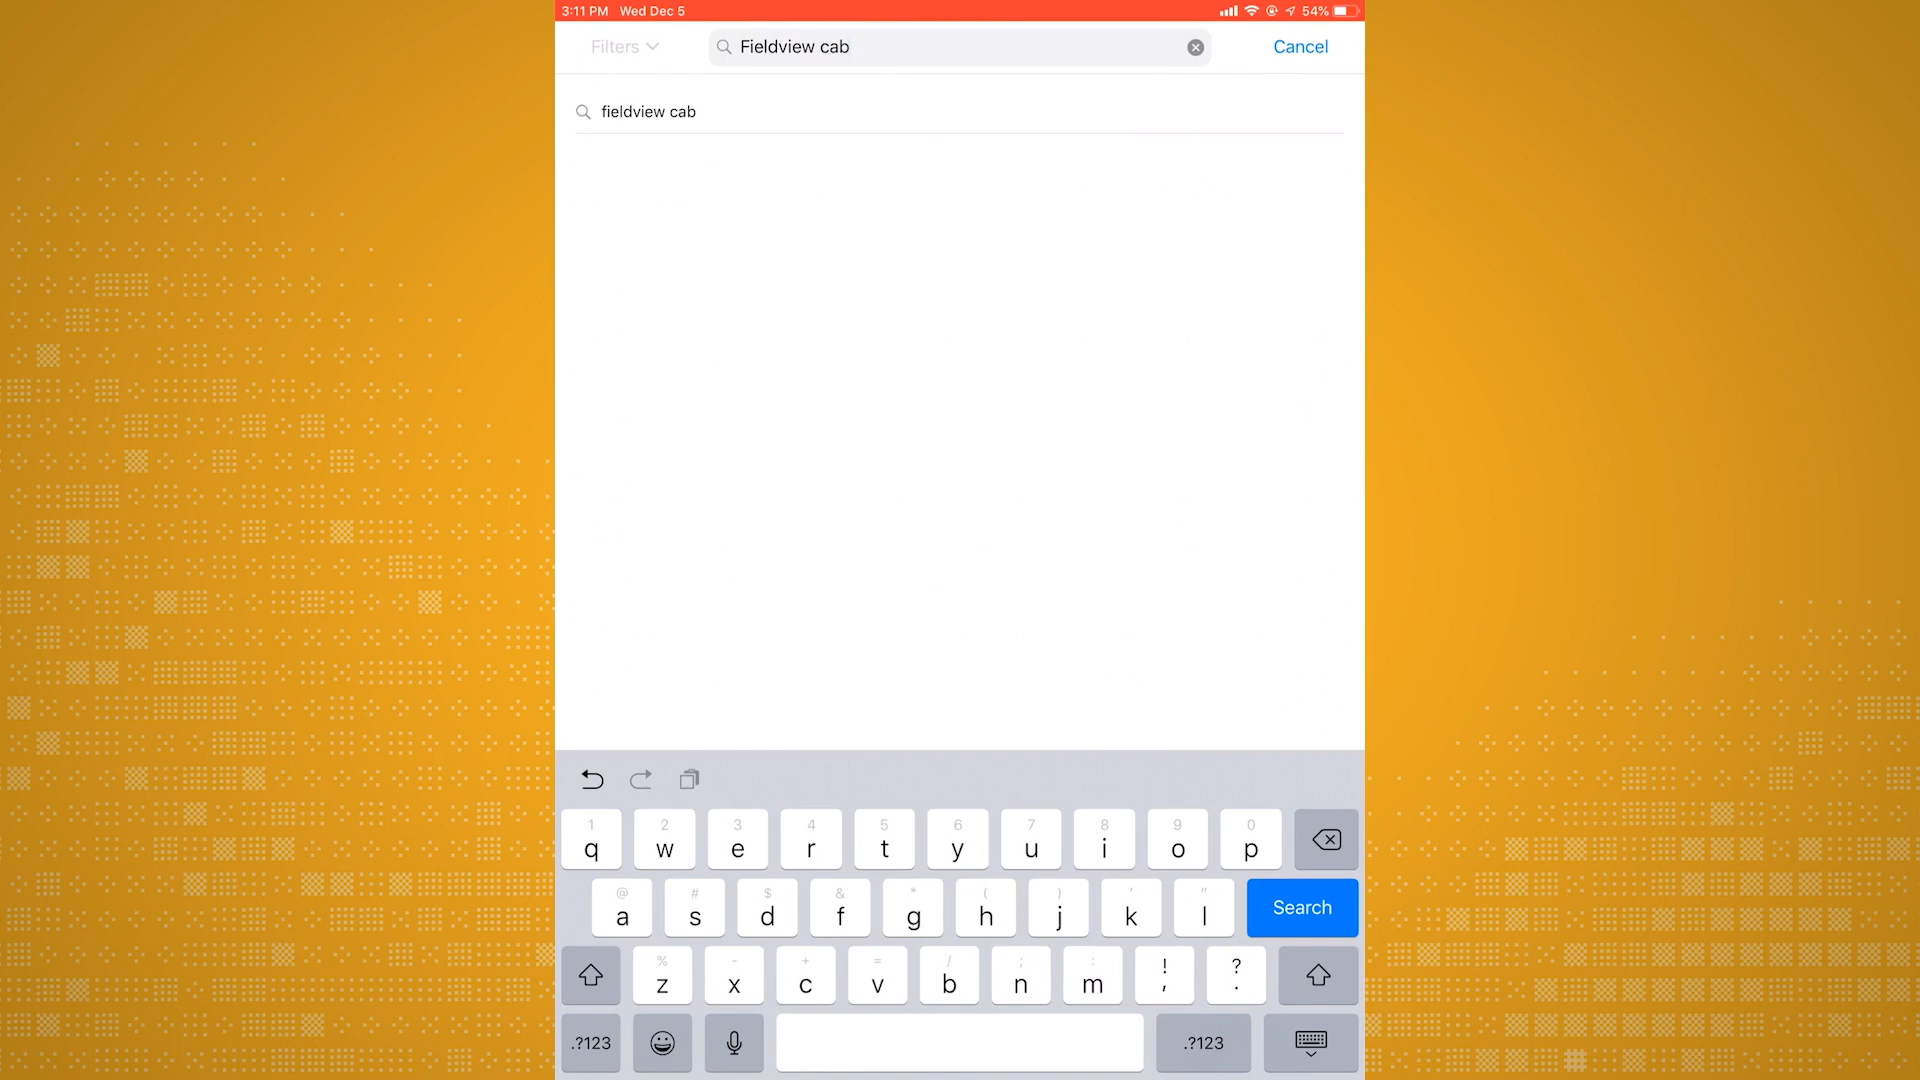 3:11 PM Wed Dec 5 54%
Filters Fieldview cab Cancel
fieldview cab
1 2 3 4 5 6 7 8 9 0
q w e r t y u i o p
@ # $ & * ( ) ' "
a s d f g h j k l Search
% - + = / ; : ! ?
z x c v b n m , .
.?123 .?123